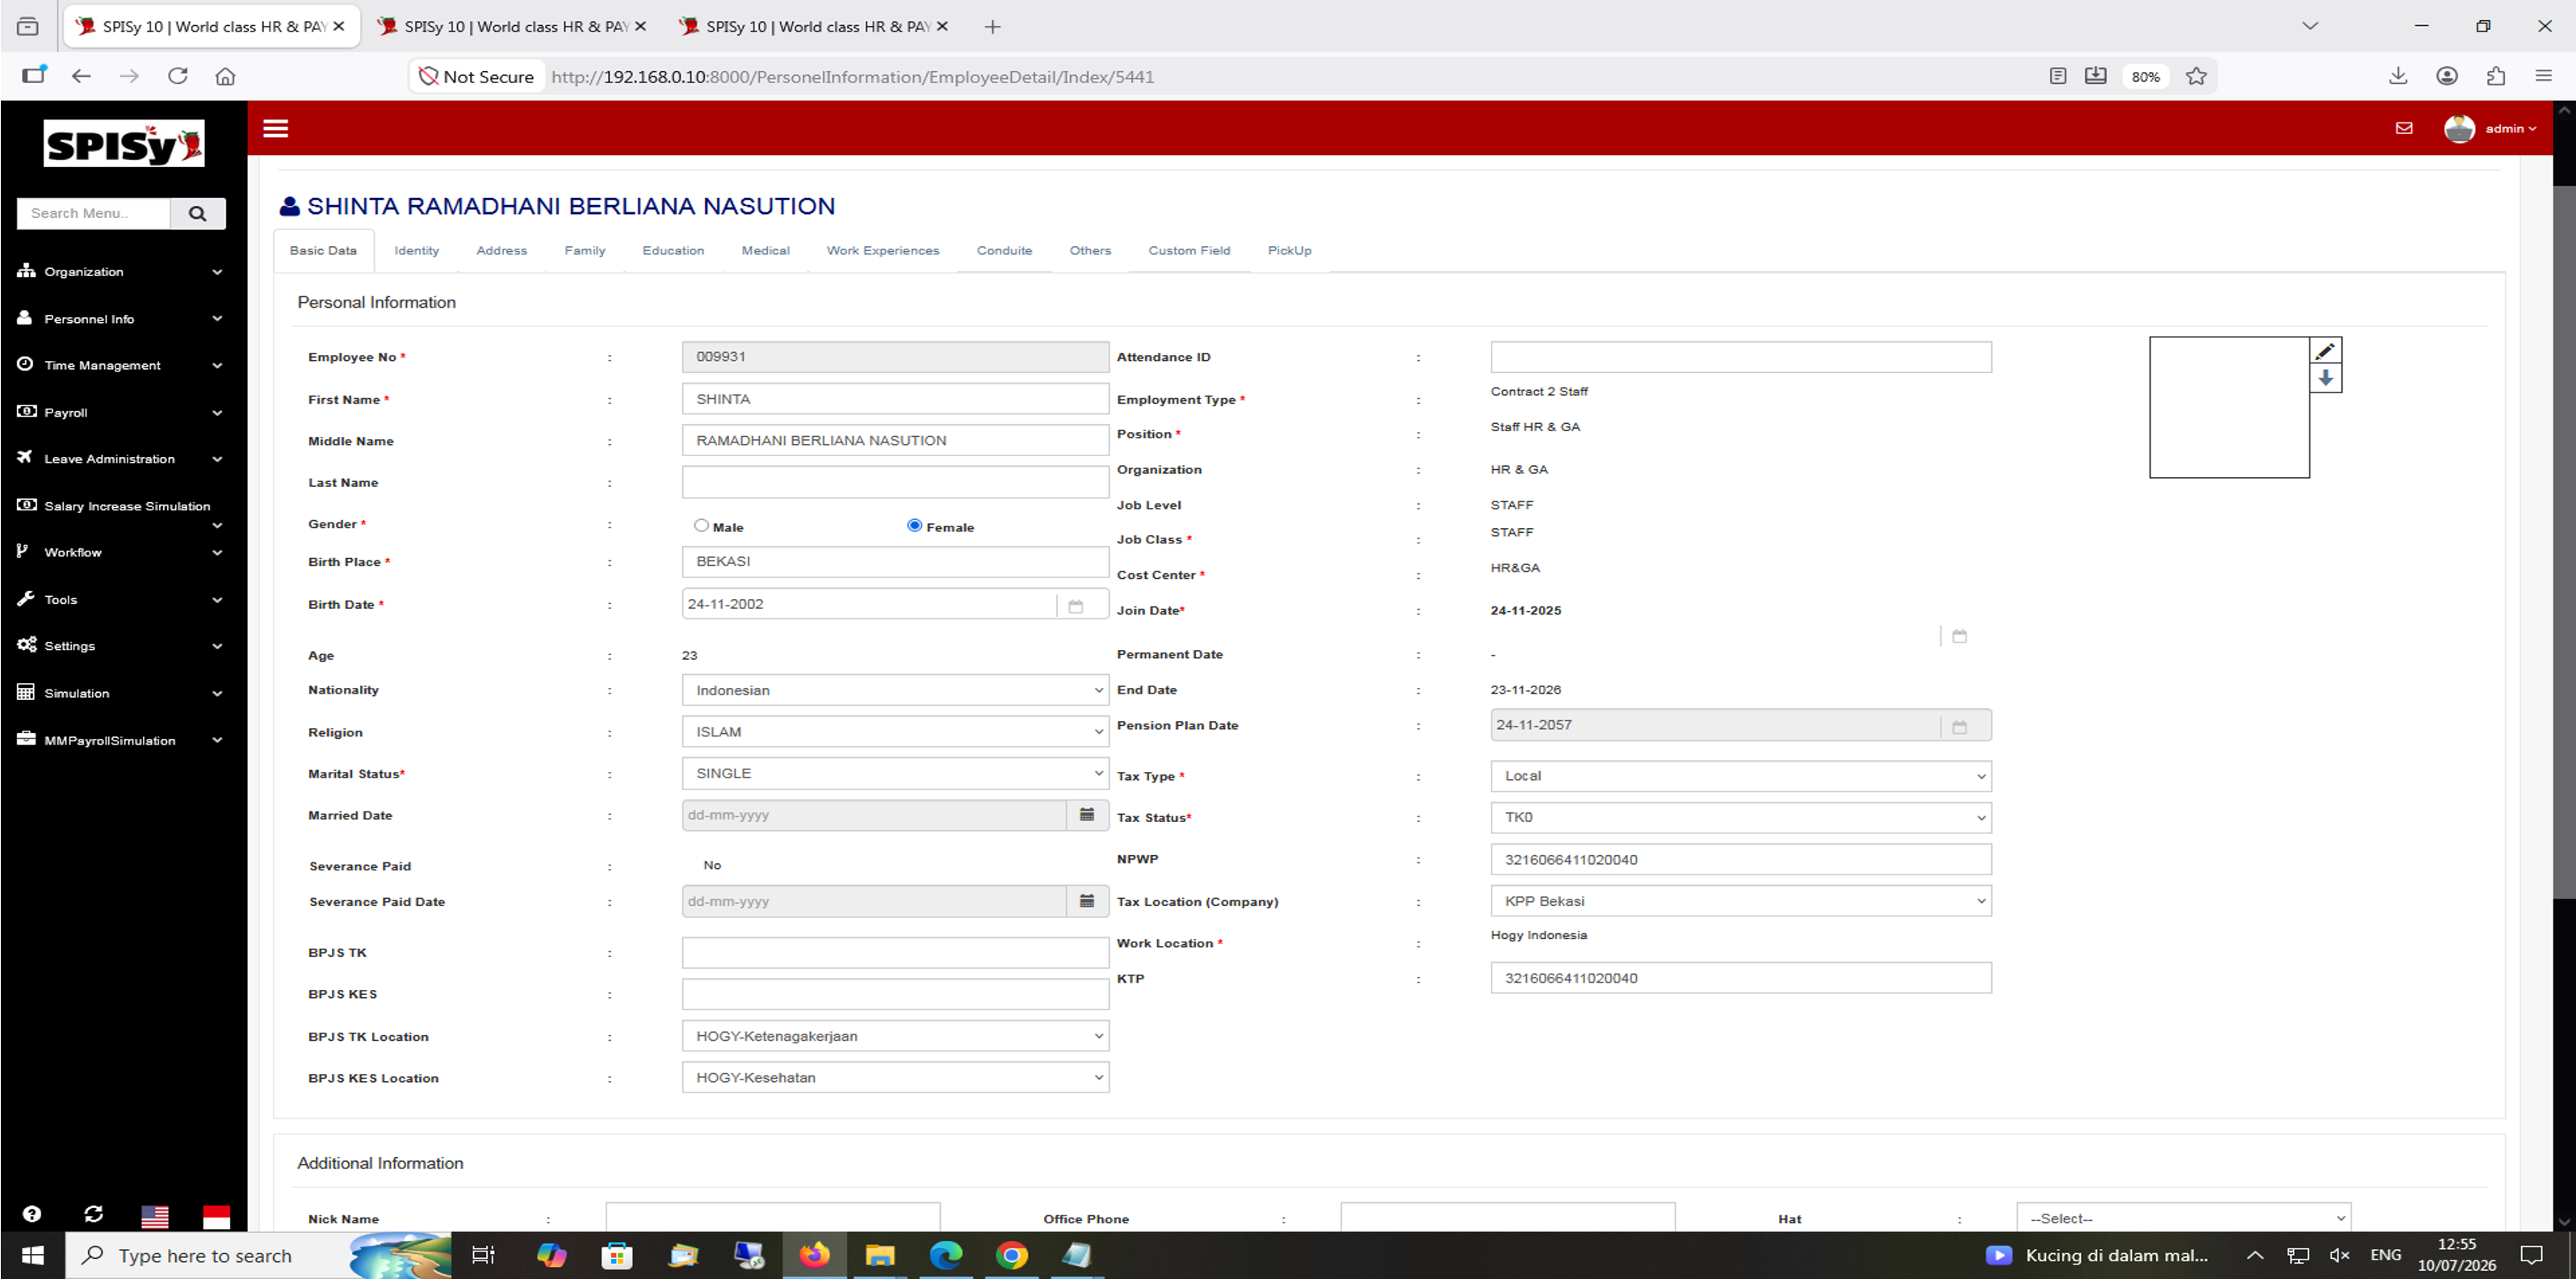 SPISy 10 | World class HR & PAY
SPISy 10 | World class HR & PAY
SPISy 10 | World class HR & PAY
Not Secure
http://192.168.0.10:8000/PersonelInformation/EmployeeDetail/Index/5441
80%
SPISy
admin
Search Menu..
Organization
Personnel Info
Time Management
Payroll
Leave Administration
Salary Increase Simulation
Workflow
Tools
Settings
Simulation
MMPayrollSimulation
SHINTA RAMADHANI BERLIANA NASUTION
Basic Data Identity Address Family Education Medical Work Experiences Conduite Others Custom Field PickUp
Personal Information
Employee No * : 009931
First Name * : SHINTA
Middle Name : RAMADHANI BERLIANA NASUTION
Last Name :
Gender * : Male Female
Birth Place * : BEKASI
Birth Date * : 24-11-2002
Age : 23
Nationality : Indonesian
Religion : ISLAM
Marital Status* : SINGLE
Married Date : dd-mm-yyyy
Severance Paid : No
Severance Paid Date : dd-mm-yyyy
BPJS TK :
BPJS KES :
BPJS TK Location : HOGY-Ketenagakerjaan
BPJS KES Location : HOGY-Kesehatan
Attendance ID :
Employment Type * : Contract 2 Staff
Position * : Staff HR & GA
Organization : HR & GA
Job Level : STAFF
Job Class * : STAFF
Cost Center * : HR&GA
Join Date* : 24-11-2025
Permanent Date : -
End Date : 23-11-2026
Pension Plan Date : 24-11-2057
Tax Type * : Local
Tax Status* : TK0
NPWP : 3216066411020040
Tax Location (Company) : KPP Bekasi
Work Location * : Hogy Indonesia
KTP : 3216066411020040
Additional Information
Nick Name : Office Phone : Hat : --Select--
Type here to search
Kucing di dalam mal...
ENG
12:55
10/07/2026